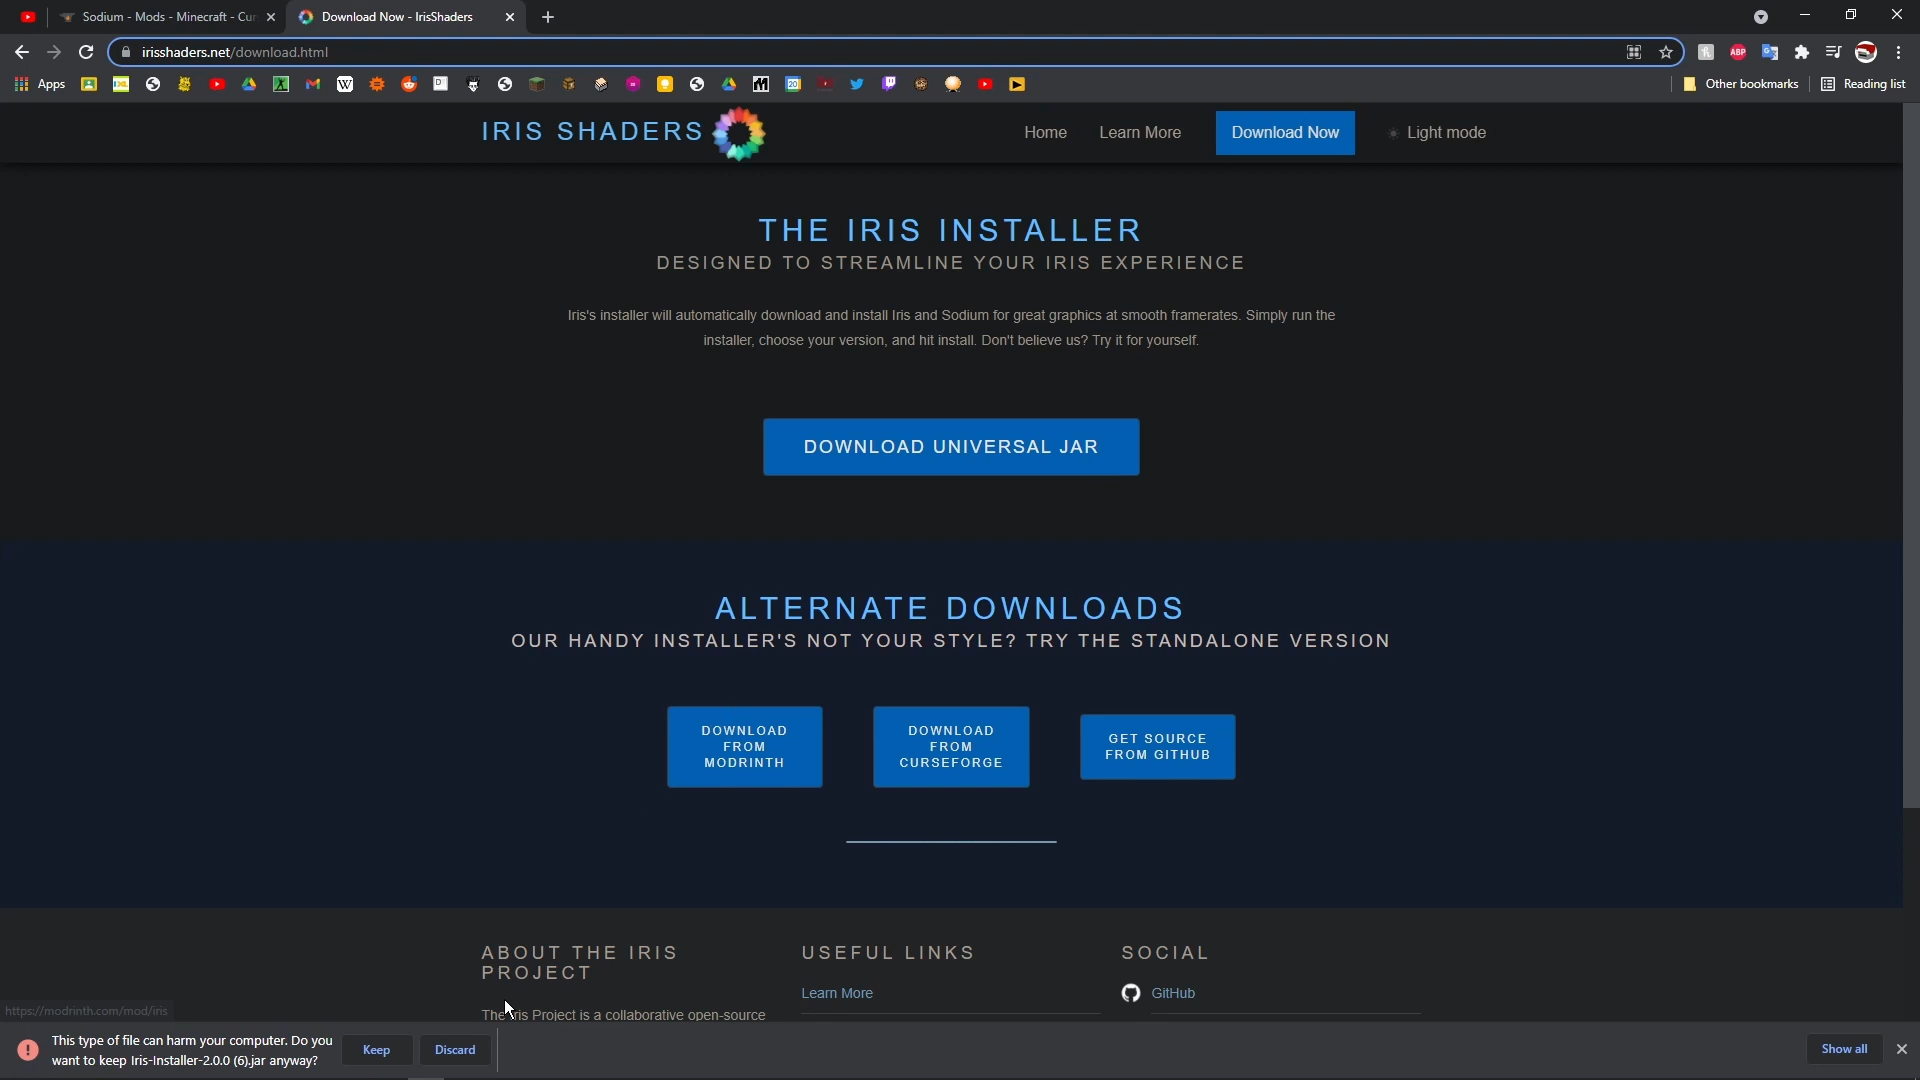 Sodium - Mods - Minecraft - Cur
Download Now - IrisShaders
irisshaders.net/download.html
ABP
Apps
Other bookmarks
Reading list
IRIS SHADERS
Home
Learn More
Download Now
Light mode
THE IRIS INSTALLER
DESIGNED TO STREAMLINE YOUR IRIS EXPERIENCE
Iris's installer will automatically download and install Iris and Sodium for great graphics at smooth framerates. Simply run the
installer, choose your version, and hit install. Don't believe us? Try it for yourself.
DOWNLOAD UNIVERSAL JAR
ALTERNATE DOWNLOADS
OUR HANDY INSTALLER'S NOT YOUR STYLE? TRY THE STANDALONE VERSION
DOWNLOAD
FROM
MODRINTH
DOWNLOAD
FROM
CURSEFORGE
GET SOURCE
FROM GITHUB
ABOUT THE IRIS
PROJECT
The Iris Project is a collaborative open-source
USEFUL LINKS
Learn More
SOCIAL
GitHub
https://modrinth.com/mod/iris
This type of file can harm your computer. Do you
want to keep Iris-Installer-2.0.0 (6).jar anyway?
Keep
Discard
Show all